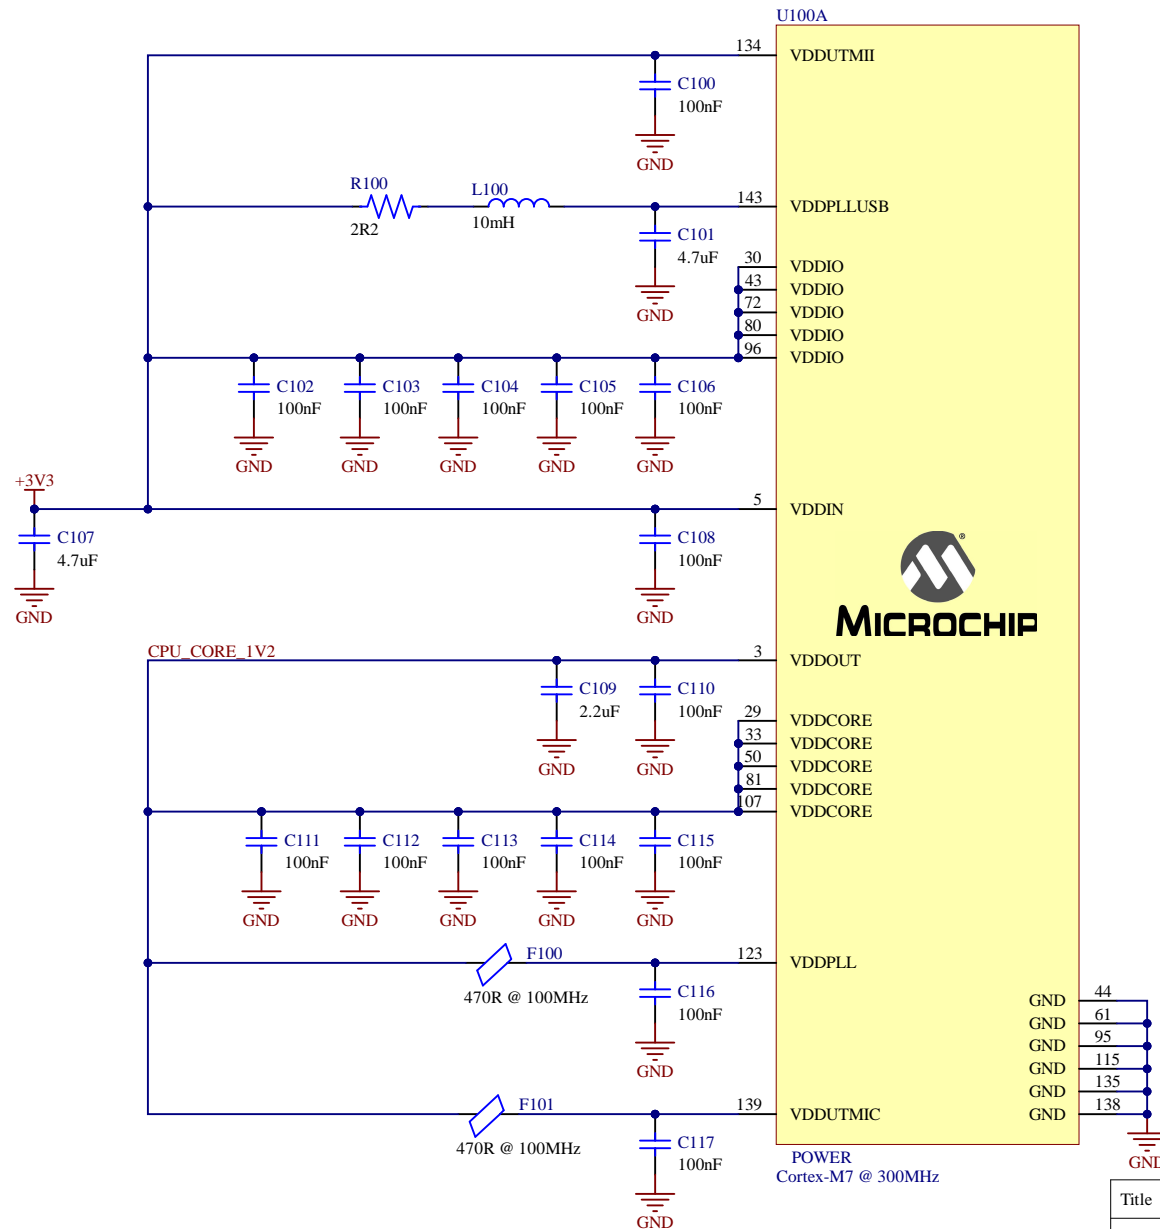 U100A
134 VDDUTMII
C100
100nF
GND
R100
2R2
L100
10mH
143 VDDPLLUSB
C101
4.7uF
GND
30 VDDIO
43 VDDIO
72 VDDIO
80 VDDIO
96 VDDIO
C102 C103 C104 C105 C106
100nF 100nF 100nF 100nF 100nF
GND GND GND GND GND
+3V3
5 VDDIN
C107
4.7uF
GND
C108
100nF
GND
®
MICROCHIP
CPU_CORE_1V2
3 VDDOUT
C109 C110
2.2uF 100nF
GND GND
29 VDDCORE
33 VDDCORE
50 VDDCORE
81 VDDCORE
107 VDDCORE
C111 C112 C113 C114 C115
100nF 100nF 100nF 100nF 100nF
GND GND GND GND GND
F100
470R @ 100MHz
123 VDDPLL
C116
100nF
GND
GND 44
GND 61
GND 95
GND 115
GND 135
GND 138
GND
F101
470R @ 100MHz
139 VDDUTMIC
C117
100nF
GND
POWER
Cortex-M7 @ 300MHz
Title